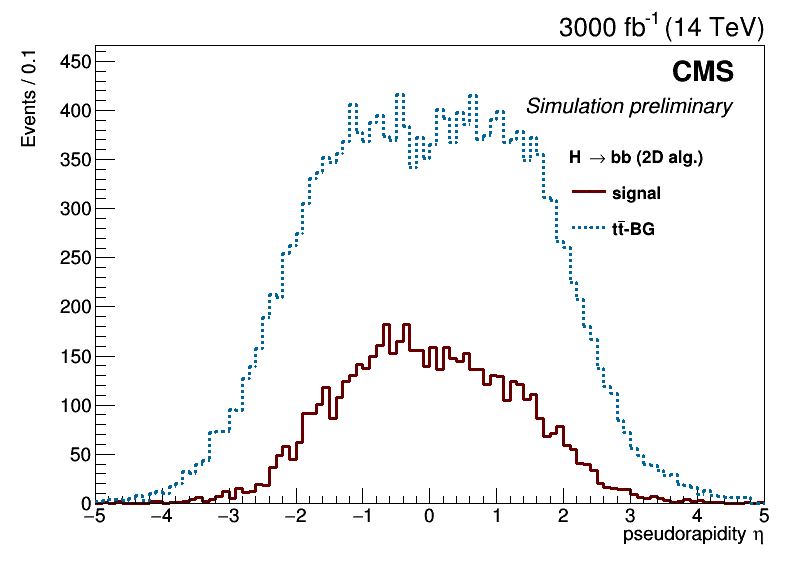 3000 fb⁻¹ (14 TeV)
Events / 0.1
450
400
350
300
250
200
150
100
50
0
CMS
Simulation preliminary
H → bb (2D alg.)
signal
tt̄-BG
−5 −4 −3 −2 −1 0 1 2 3 4 5
pseudorapidity η